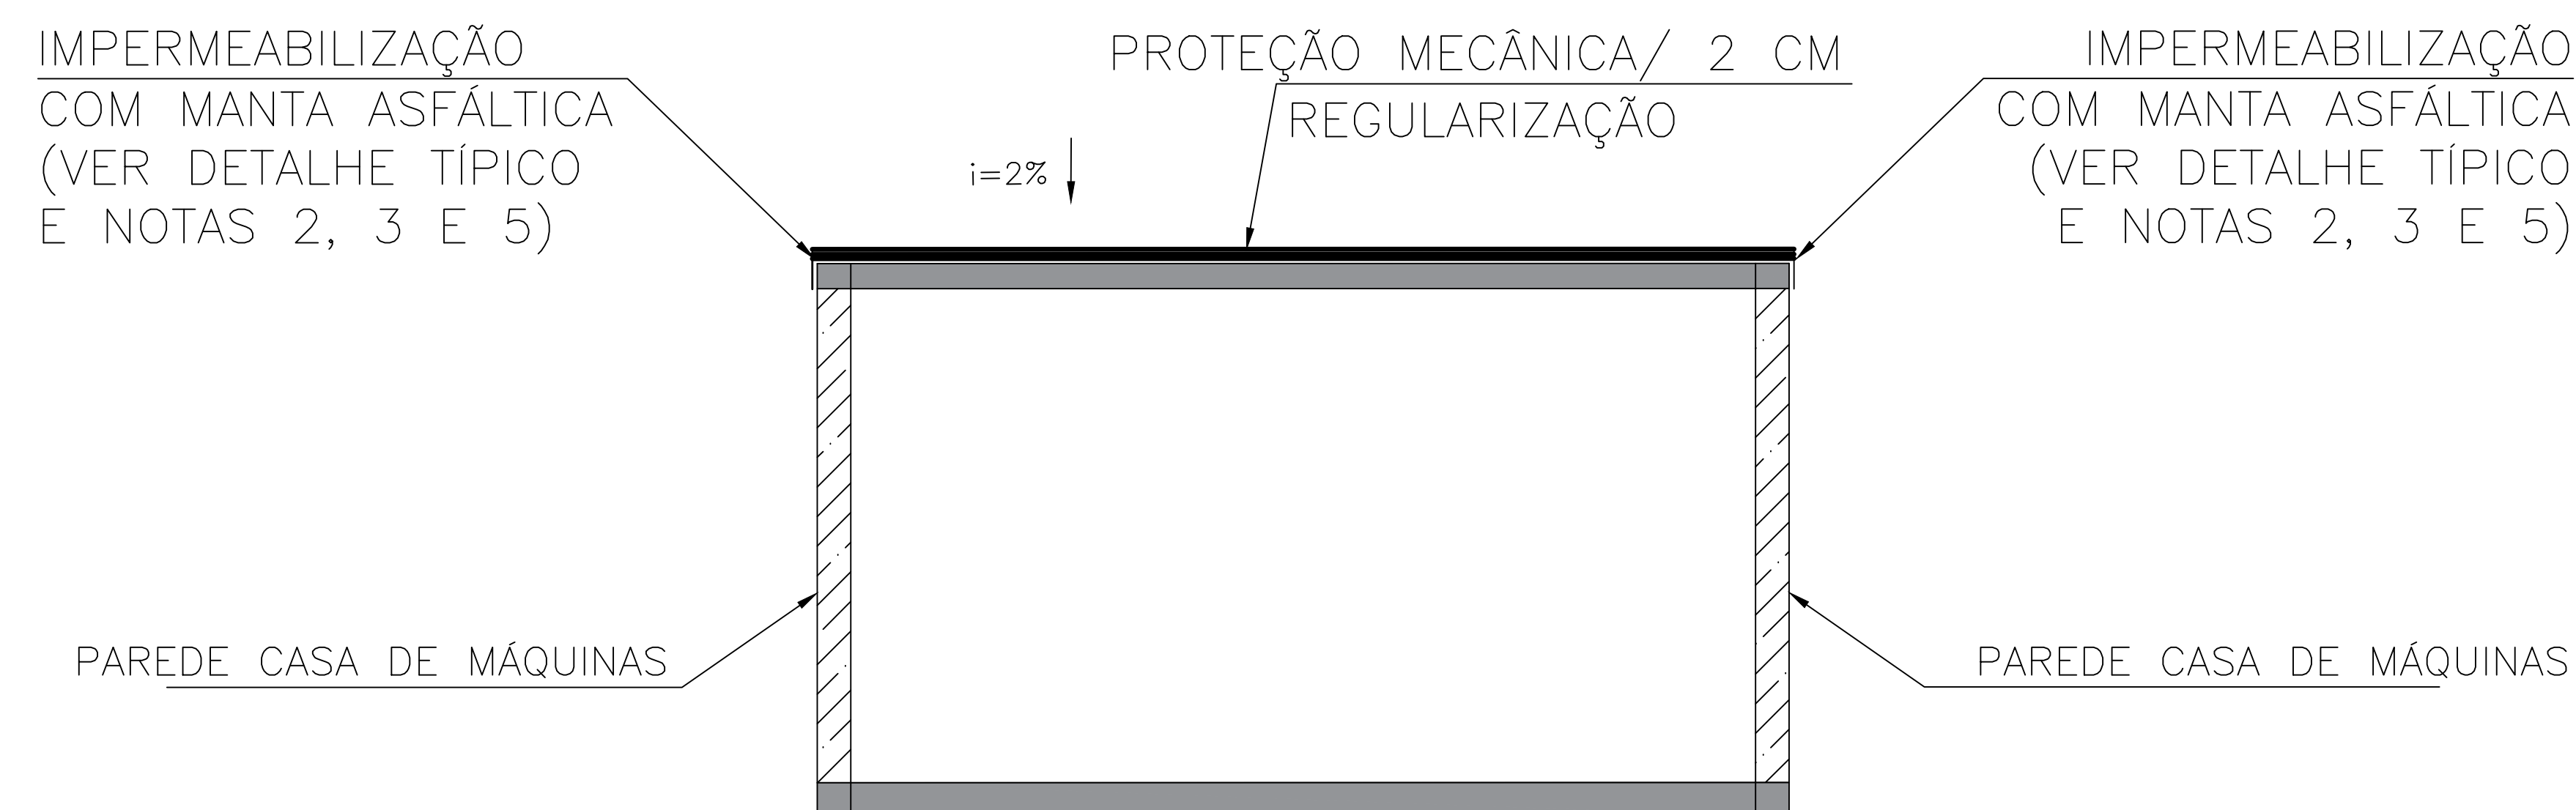 IMPERMEABILIZAÇÃO
COM MANTA ASFÁLTICA
(VER DETALHE TÍPICO
E NOTAS 2, 3 E 5)
PROTEÇÃO MECÂNICA/ 2 CM
REGULARIZAÇÃO
i=2%
IMPERMEABILIZAÇÃO
COM MANTA ASFÁLTICA
(VER DETALHE TÍPICO
E NOTAS 2, 3 E 5)
PAREDE CASA DE MÁQUINAS
PAREDE CASA DE MÁQUINAS